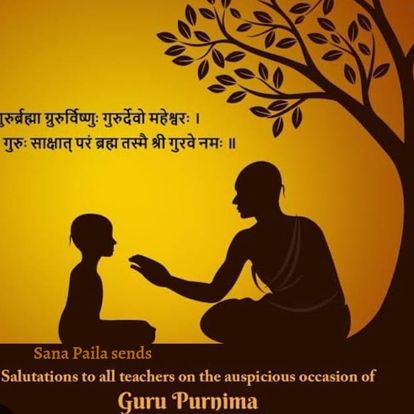 गुरुर्ब्रह्मा ग्रुरुर्विष्णुः गुरुर्देवो महेश्वरः ।
गुरुः साक्षात् परं ब्रह्म तस्मै श्री गुरवे नमः ॥
Sana Paila sends
Salutations to all teachers on the auspicious occasion of
Guru Purnima